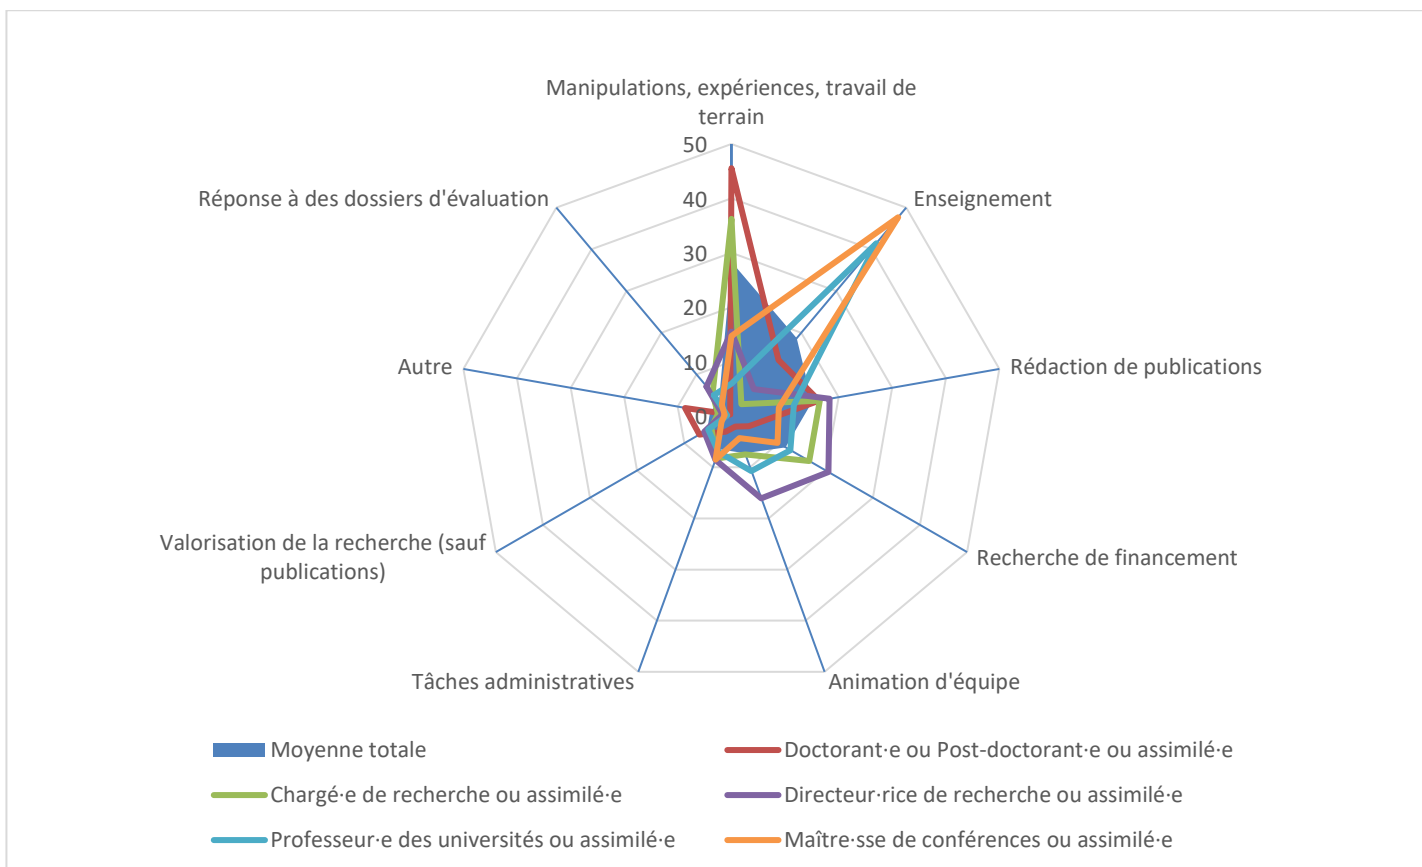 Manipulations, expériences, travail de
terrain
50
Réponse à des dossiers d'évaluation
Enseignement
40
30
20
Autre
10
Rédaction de publications
0
Valorisation de la recherche (sauf
publications)
Recherche de financement
Tâches administratives
Animation d'équipe
Moyenne totale
Doctorant·e ou Post-doctorant·e ou assimilé·e
Chargé·e de recherche ou assimilé·e
Directeur·rice de recherche ou assimilé·e
Professeur·e des universités ou assimilé·e
Maître·sse de conférences ou assimilé·e